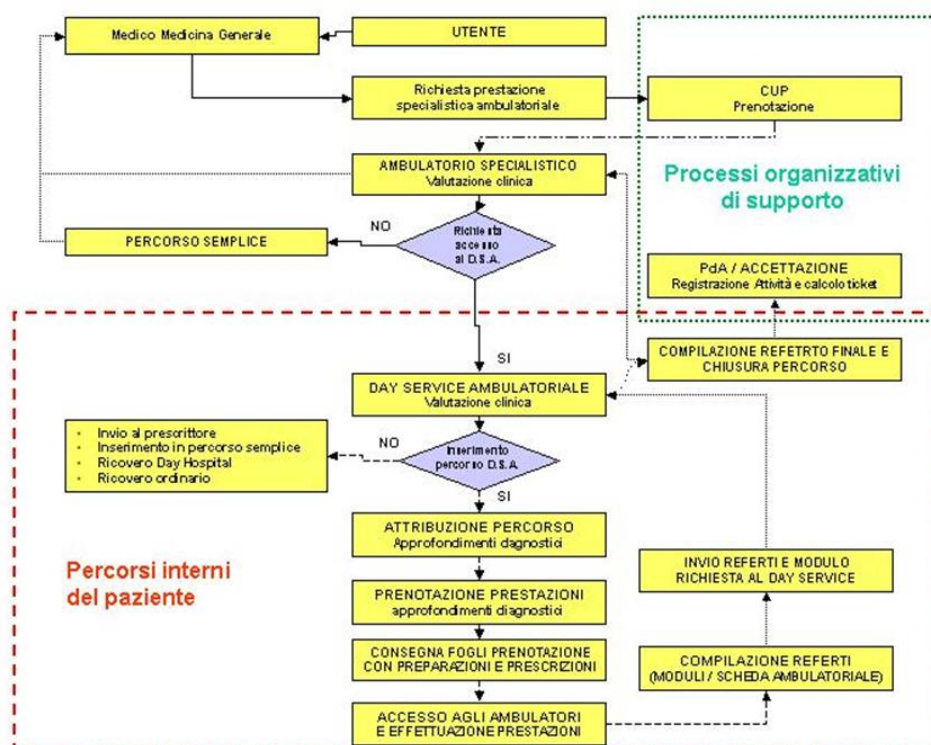 Medico Medicina Generale
UTENTE
Richiesta prestazione
specialistica ambulatoriale
CUP
Prenotazione
AMBULATORIO SPECIALISTICO
Valutazione clinica
Processi organizzativi
di supporto
NO
PERCORSO SEMPLICE
Richiesta
accesso
al D.S.A.
PdA / ACCETTAZIONE
Registrazione Attività e calcolo ticket
SI
COMPILAZIONE REFETRTO FINALE E
CHIUSURA PERCORSO
DAY SERVICE AMBULATORIALE
Valutazione clinica
• Invio al prescrittore
• Inserimento in percorso semplice
• Ricovero Day Hospital
• Ricovero ordinario
NO
Inserimento
percorso D.S.A.
SI
ATTRIBUZIONE PERCORSO
Approfondimenti diagnostici
Percorsi interni
del paziente
INVIO REFERTI E MODULO
RICHIESTA AL DAY SERVICE
PRENOTAZIONE PRESTAZIONI
approfondimenti diagnostici
CONSEGNA FOGLI PRENOTAZIONE
CON PREPARAZIONI E PRESCRIZIONI
COMPILAZIONE REFERTI
(MODULI / SCHEDA AMBULATORIALE)
ACCESSO AGLI AMBULATORI
E EFFETTUAZIONE PRESTAZIONI